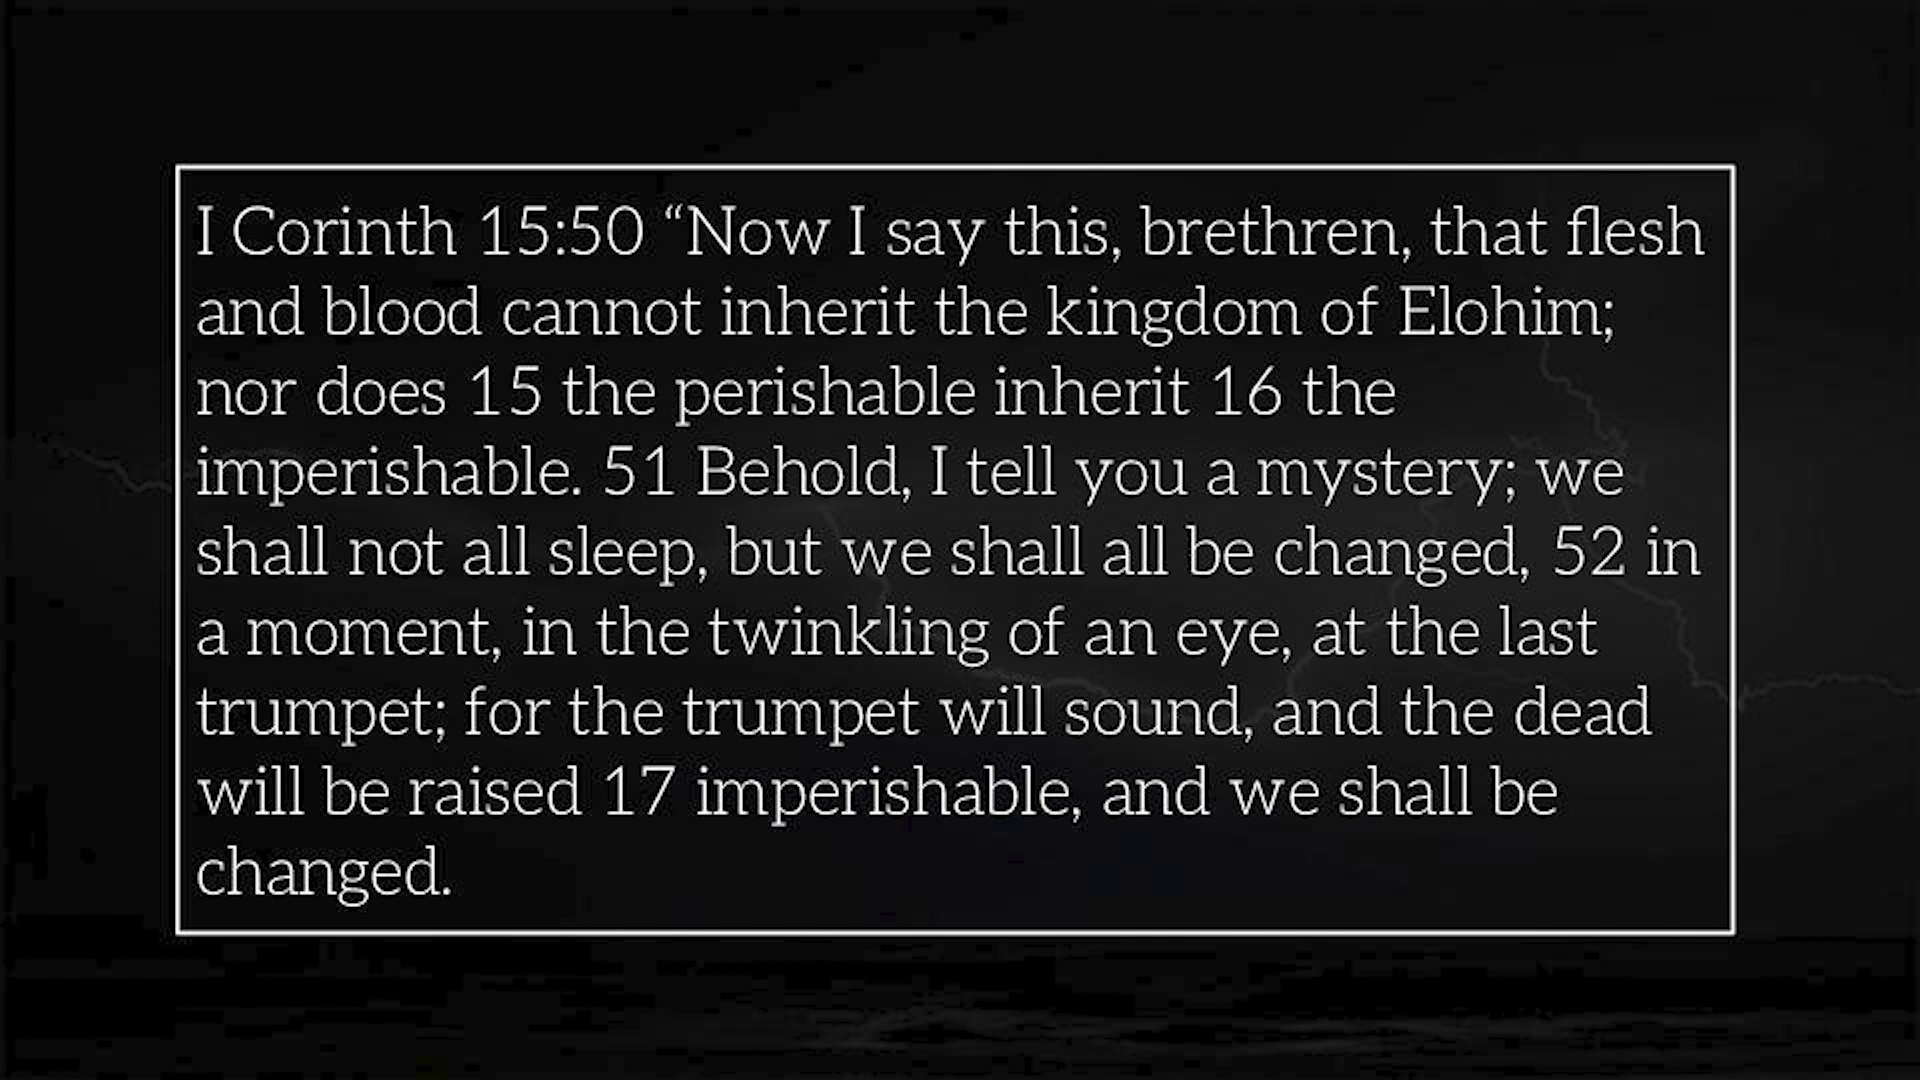 I Corinth 15:50 “Now I say this, brethren, that flesh
and blood cannot inherit the kingdom of Elohim;
nor does 15 the perishable inherit 16 the
imperishable. 51 Behold, I tell you a mystery; we
shall not all sleep, but we shall all be changed, 52 in
a moment, in the twinkling of an eye, at the last
trumpet; for the trumpet will sound, and the dead
will be raised 17 imperishable, and we shall be
changed.